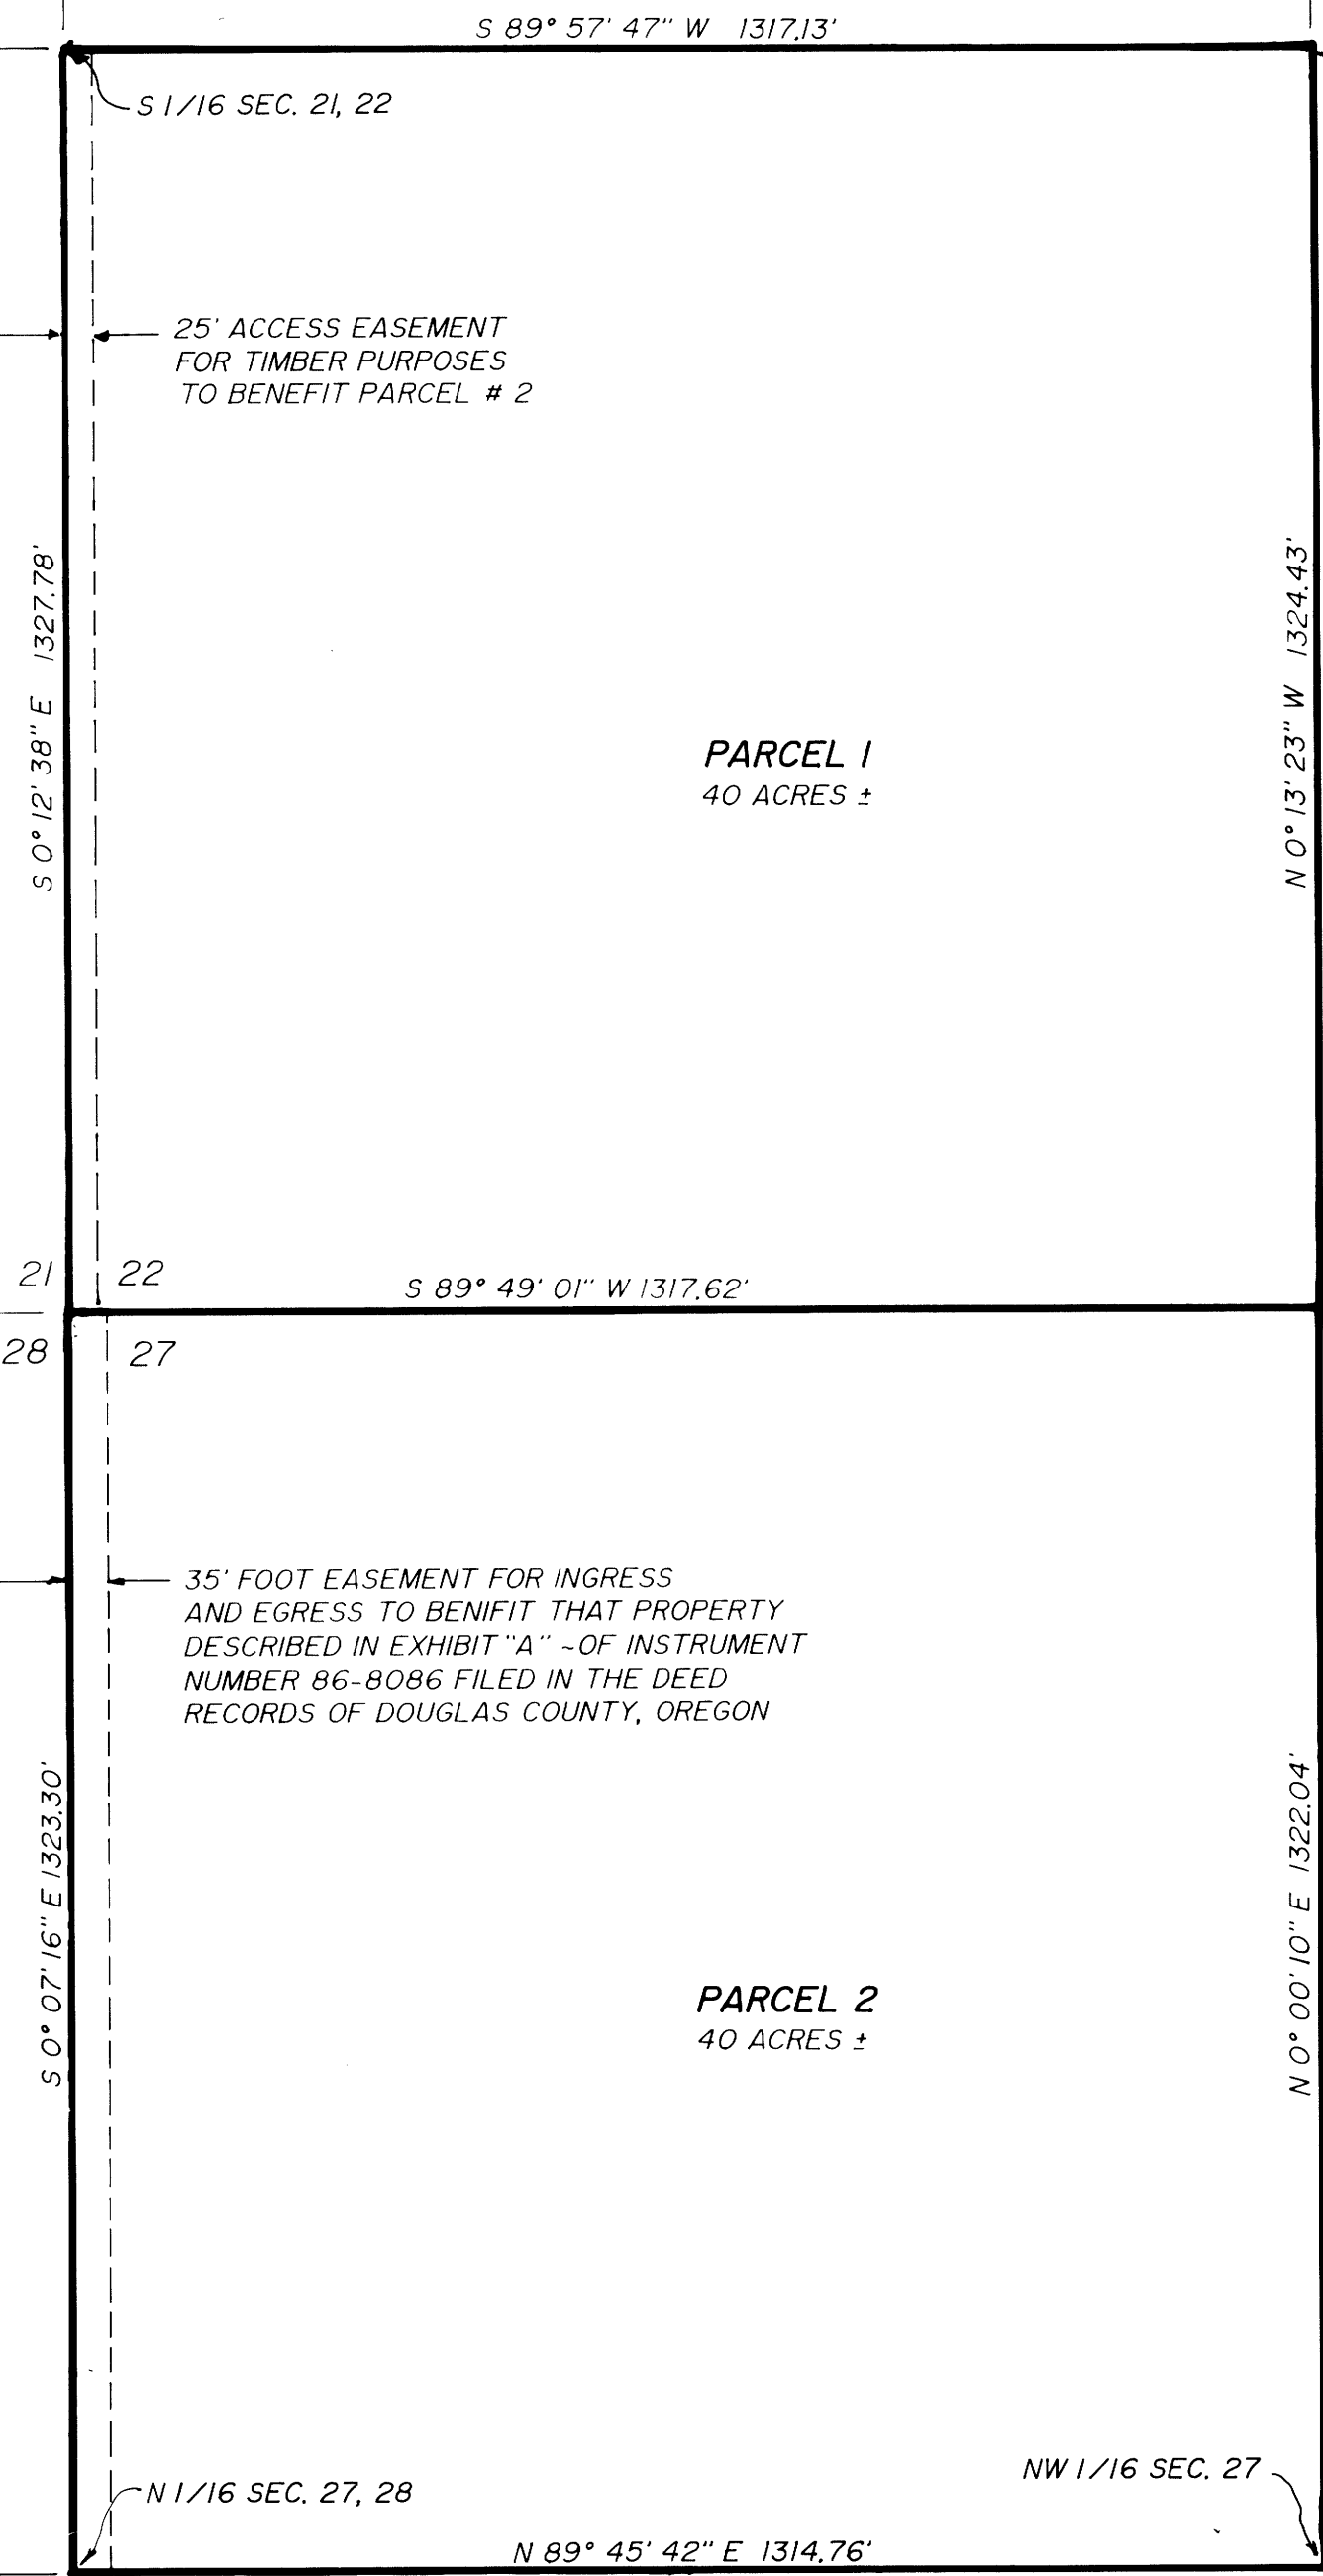 S 89° 57' 47" W 1317.13'
S 1/16 SEC. 21, 22
25' ACCESS EASEMENT
FOR TIMBER PURPOSES
TO BENEFIT PARCEL # 2
S 0° 12' 38" E 1327.78'
N 0° 13' 23" W 1324.43'
PARCEL 1
40 ACRES ±
21
22
S 89° 49' 01" W 1317.62'
28
27
35' FOOT EASEMENT FOR INGRESS
AND EGRESS TO BENIFIT THAT PROPERTY
DESCRIBED IN EXHIBIT "A" ~OF INSTRUMENT
NUMBER 86-8086 FILED IN THE DEED
RECORDS OF DOUGLAS COUNTY, OREGON
S 0° 07' 16" E 1323.30'
N 0° 00' 10" E 1322.04'
PARCEL 2
40 ACRES ±
N 1/16 SEC. 27, 28
NW 1/16 SEC. 27
N 89° 45' 42" E 1314.76'